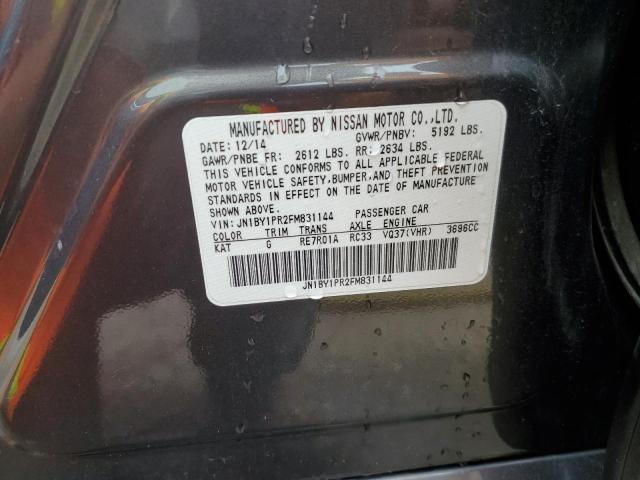 MANUFACTURED BY NISSAN MOTOR CO.,LTD.
DATE: 12/14 GVWR/PNBV: 5192 LBS.
GAWR/PNBE FR: 2612 LBS. RR: 2634 LBS.
THIS VEHICLE CONFORMS TO ALL APPLICABLE FEDERAL
MOTOR VEHICLE SAFETY, BUMPER, AND THEFT PREVENTION
STANDARDS IN EFFECT ON THE DATE OF MANUFACTURE
SHOWN ABOVE.
VIN: JN1BY1PR2FM831144 PASSENGER CAR
COLOR TRIM TRANS AXLE ENGINE
KAT G RE7R01A RC33 VQ37(VHR) 3696CC
JN1BY1PR2FM831144